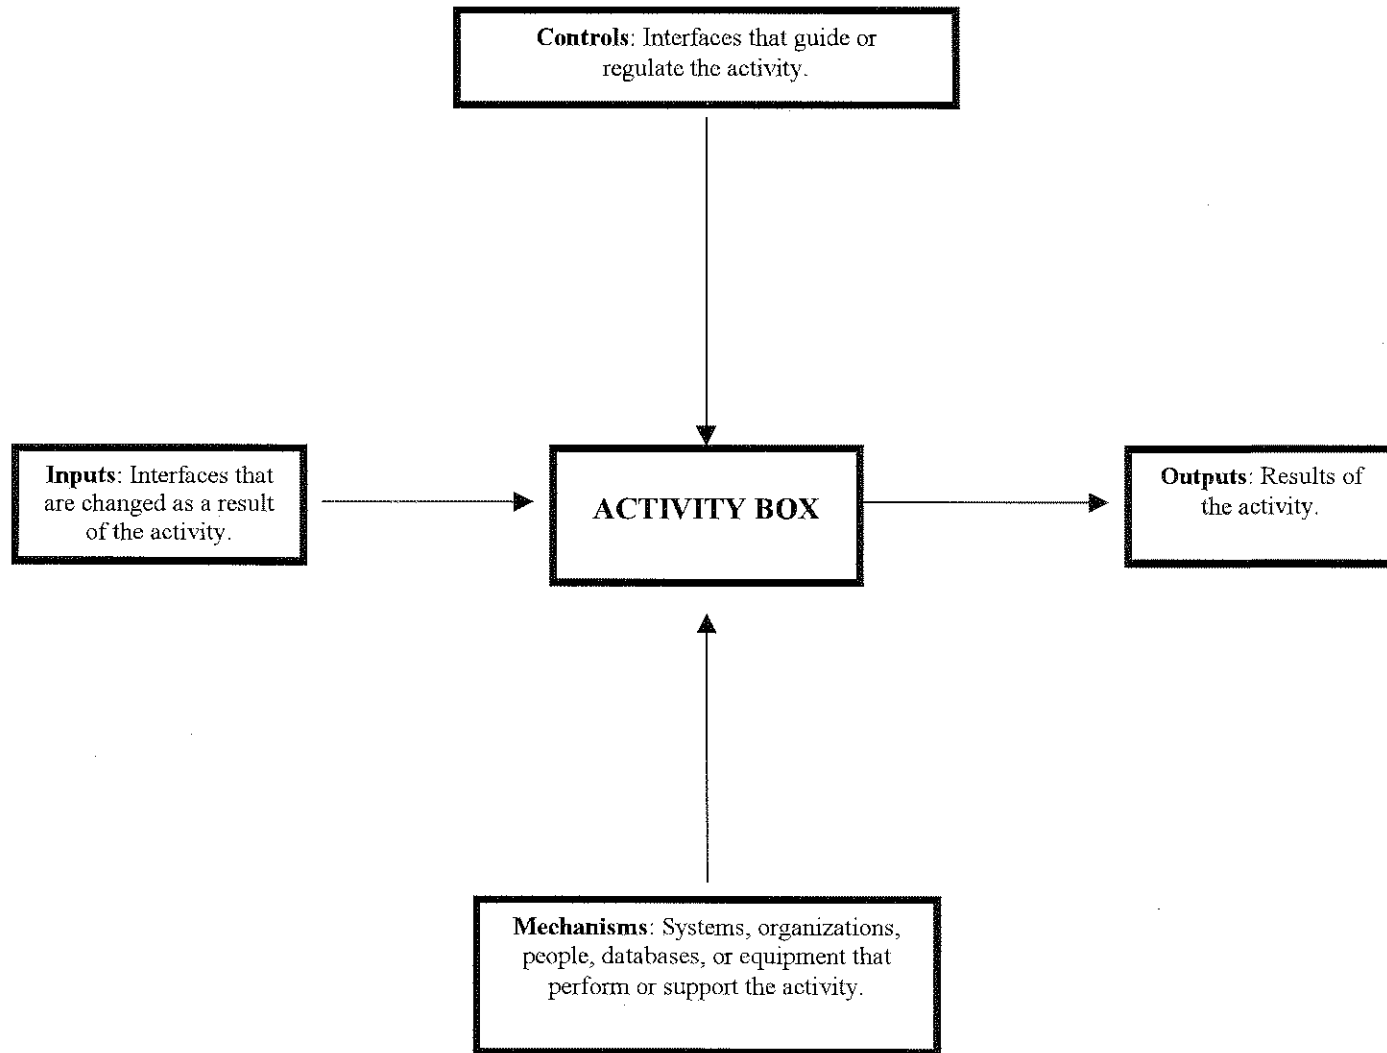 Controls: Interfaces that guide or
regulate the activity.
Inputs: Interfaces that
are changed as a result
of the activity.
ACTIVITY BOX
Outputs: Results of
the activity.
Mechanisms: Systems, organizations,
people, databases, or equipment that
perform or support the activity.